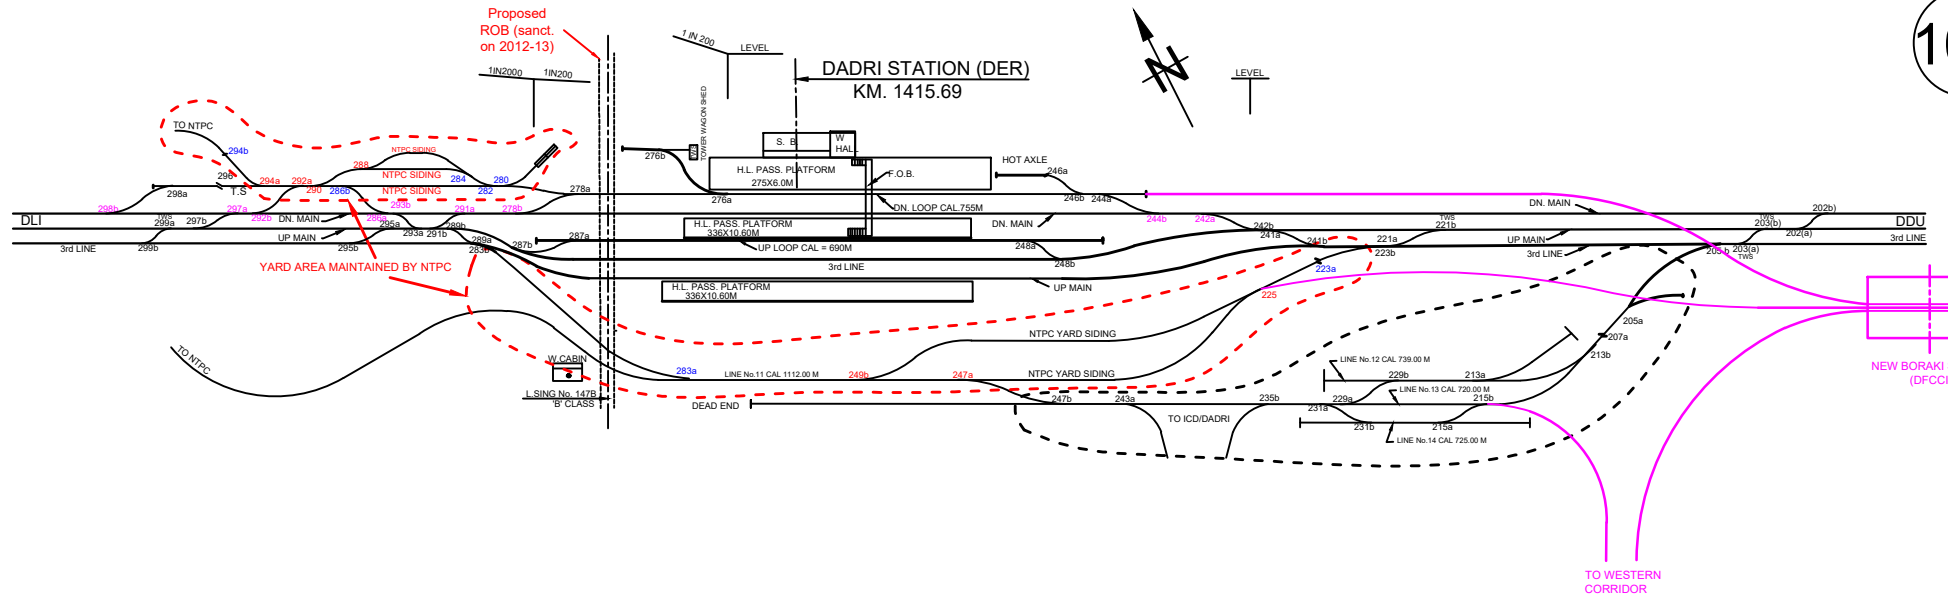 Proposed
ROB (sanct.
on 2012-13)
1 IN 200
LEVEL
1IN2000
1IN200
DADRI STATION (DER)
KM. 1415.69
N
LEVEL
TO NTPC
294b
296
T.S
298a
298b
294a
292a
290
288
NTPC SIDING
NTPC SIDING
NTPC SIDING
286b
284
282
280
278a
276b
TOWER WAGON SHED
276a
S. B
W
HAL
H.L. PASS. PLATFORM
275X6.0M
F.O.B.
HOT AXLE
246a
246b
244a
DN. LOOP CAL.755M
DLI
TWS
299a
297b
297a
292b
DN. MAIN
286a
293b
291a
278b
UP MAIN
295a
293a
291b
289b
3rd LINE
299b
295b
289a
283b
287b
287a
H.L. PASS. PLATFORM
336X10.60M
UP LOOP CAL = 690M
DN. MAIN
248a
248b
3rd LINE
UP MAIN
244b
242a
242b
241a
241b
221a
223b
223a
TWS
221b
DN. MAIN
UP MAIN
3rd LINE
TWS
203(b)
202b)
202(a)
DDU
3rd LINE
205 b
203(a)
TWS
YARD AREA MAINTAINED BY NTPC
H.L. PASS. PLATFORM
336X10.60M
225
NTPC YARD SIDING
TO NTPC
W.CABIN
L.SING No. 147B
'B' CLASS
283a
LINE No.11 CAL 1112.00 M
249b
247a
NTPC YARD SIDING
DEAD END
247b
243a
TO ICD/DADRI
235b
LINE No.12 CAL 739.00 M
229b
213a
LINE No.13 CAL 720.00 M
231a
229a
215b
231b
215a
LINE No.14 CAL 725.00 M
205a
207a
213b
NEW BORAKI
(DFCCI
TO WESTERN
CORRIDOR